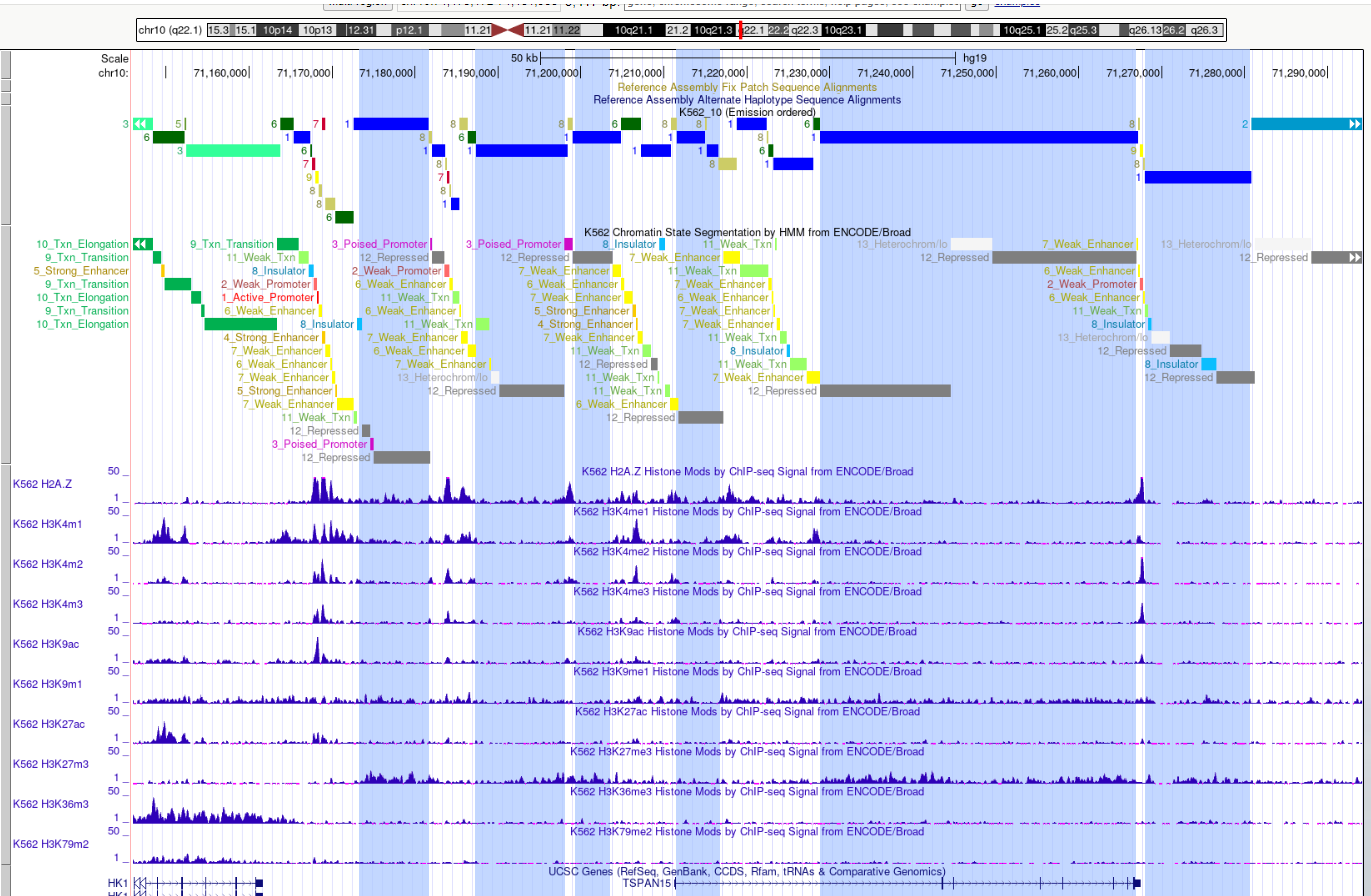 chr10 (q22.1) 15.3 15.1 10p14 10p13 12.31 p12.1 11.21 11.21 11.22 10q21.1 21.2 10q21.3 22.1 22.2 q22.3 10q23.1 10q25.1 25.2 q25.3 q26.13 26.2 q26.3
Scale 50 kb hg19
chr10: 71,160,000 71,170,000 71,180,000 71,190,000 71,200,000 71,210,000 71,220,000 71,230,000 71,240,000 71,250,000 71,260,000 71,270,000 71,280,000 71,290,000
Reference Assembly Fix Patch Sequence Alignments
Reference Assembly Alternate Haplotype Sequence Alignments
K562_10 (Emission ordered)
3 5 6 7 1 8 8 6 8 8 1 6 8 2
6 1 8 6 1 1 1 1
3 6 1 1 1 1 6 9
7 8 8 1 8
9 7 1
8 8
8 1
6
K562 Chromatin State Segmentation by HMM from ENCODE/Broad
10_Txn_Elongation 9_Txn_Transition 3_Poised_Promoter 3_Poised_Promoter 8_Insulator 11_Weak_Txn 13_Heterochrom/lo 7_Weak_Enhancer 13_Heterochrom/lo
9_Txn_Transition 11_Weak_Txn 12_Repressed 12_Repressed 7_Weak_Enhancer 12_Repressed 12_Repressed
5_Strong_Enhancer 8_Insulator 2_Weak_Promoter 7_Weak_Enhancer 11_Weak_Txn 6_Weak_Enhancer
9_Txn_Transition 2_Weak_Promoter 6_Weak_Enhancer 6_Weak_Enhancer 7_Weak_Enhancer 2_Weak_Promoter
10_Txn_Elongation 1_Active_Promoter 11_Weak_Txn 7_Weak_Enhancer 6_Weak_Enhancer 6_Weak_Enhancer
9_Txn_Transition 6_Weak_Enhancer 6_Weak_Enhancer 5_Strong_Enhancer 7_Weak_Enhancer 11_Weak_Txn
10_Txn_Elongation 8_Insulator 11_Weak_Txn 4_Strong_Enhancer 7_Weak_Enhancer 8_Insulator
4_Strong_Enhancer 7_Weak_Enhancer 7_Weak_Enhancer 11_Weak_Txn 13_Heterochrom/lo
7_Weak_Enhancer 6_Weak_Enhancer 11_Weak_Txn 8_Insulator 12_Repressed
6_Weak_Enhancer 7_Weak_Enhancer 12_Repressed 11_Weak_Txn 8_Insulator
7_Weak_Enhancer 13_Heterochrom/lo 11_Weak_Txn 7_Weak_Enhancer 12_Repressed
5_Strong_Enhancer 12_Repressed 11_Weak_Txn 12_Repressed
7_Weak_Enhancer 6_Weak_Enhancer
11_Weak_Txn 12_Repressed
12_Repressed
3_Poised_Promoter
12_Repressed
50 K562 H2A.Z Histone Mods by ChIP-seq Signal from ENCODE/Broad
K562 H2A.Z
1
50 K562 H3K4me1 Histone Mods by ChIP-seq Signal from ENCODE/Broad
K562 H3K4m1
1
50 K562 H3K4me2 Histone Mods by ChIP-seq Signal from ENCODE/Broad
K562 H3K4m2
1
50 K562 H3K4me3 Histone Mods by ChIP-seq Signal from ENCODE/Broad
K562 H3K4m3
1
50 K562 H3K9ac Histone Mods by ChIP-seq Signal from ENCODE/Broad
K562 H3K9ac
1
50 K562 H3K9me1 Histone Mods by ChIP-seq Signal from ENCODE/Broad
K562 H3K9m1
1
50 K562 H3K27ac Histone Mods by ChIP-seq Signal from ENCODE/Broad
K562 H3K27ac
1
50 K562 H3K27me3 Histone Mods by ChIP-seq Signal from ENCODE/Broad
K562 H3K27m3
1
50 K562 H3K36me3 Histone Mods by ChIP-seq Signal from ENCODE/Broad
K562 H3K36m3
1
50 K562 H3K79me2 Histone Mods by ChIP-seq Signal from ENCODE/Broad
K562 H3K79m2
1
UCSC Genes (RefSeq, GenBank, CCDS, Rfam, tRNAs & Comparative Genomics)
HK1 TSPAN15
HK1